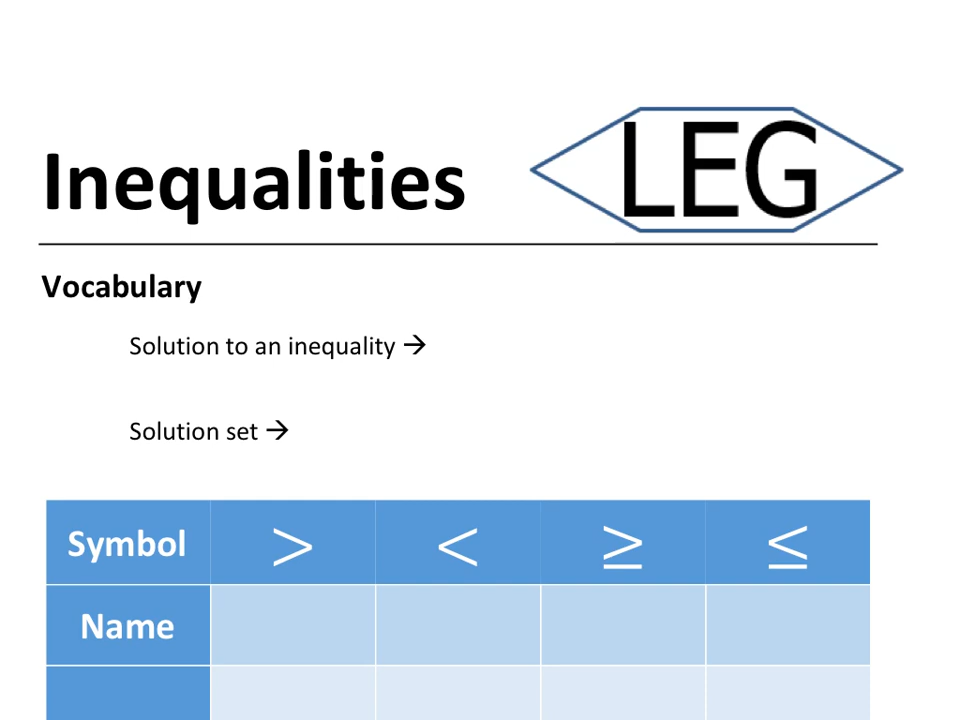 Inequalities
LEG
Vocabulary
Solution to an inequality →
Solution set →
Symbol > < ≥ ≤
Name